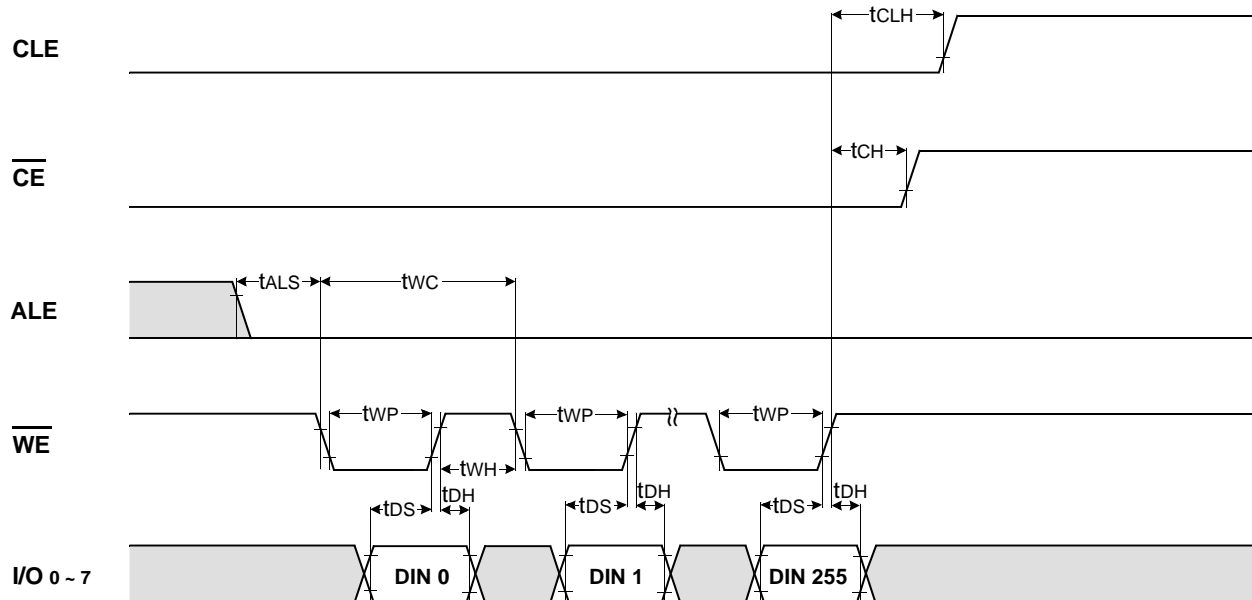 CLE
tCLH
CE
tCH
ALE
tALS
tWC
WE
tWP
tWP
tWP
tWH
tDS
tDH
tDS
tDH
tDS
tDH
I/O 0 ~ 7
DIN 0
DIN 1
DIN 255